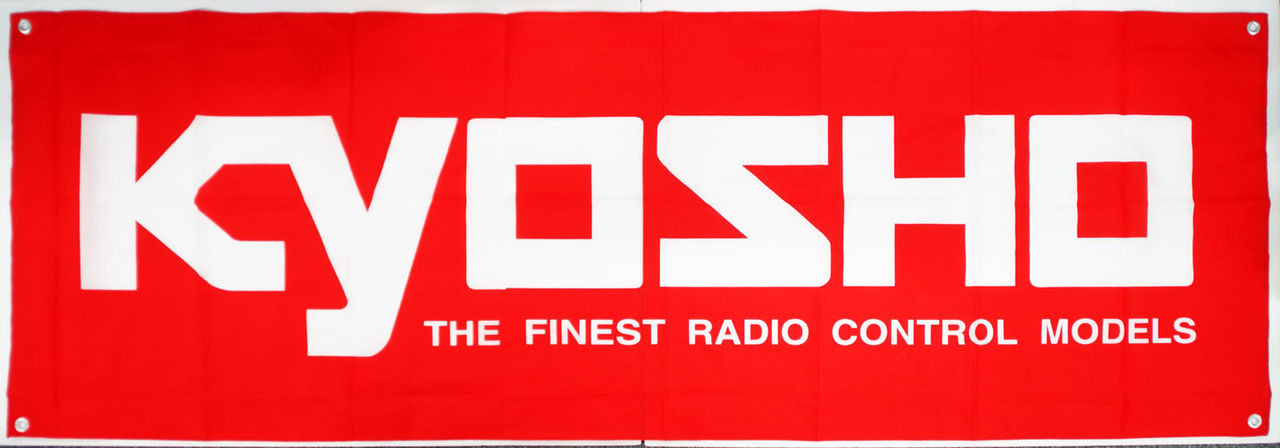 KYOSHO
THE FINEST RADIO CONTROL MODELS